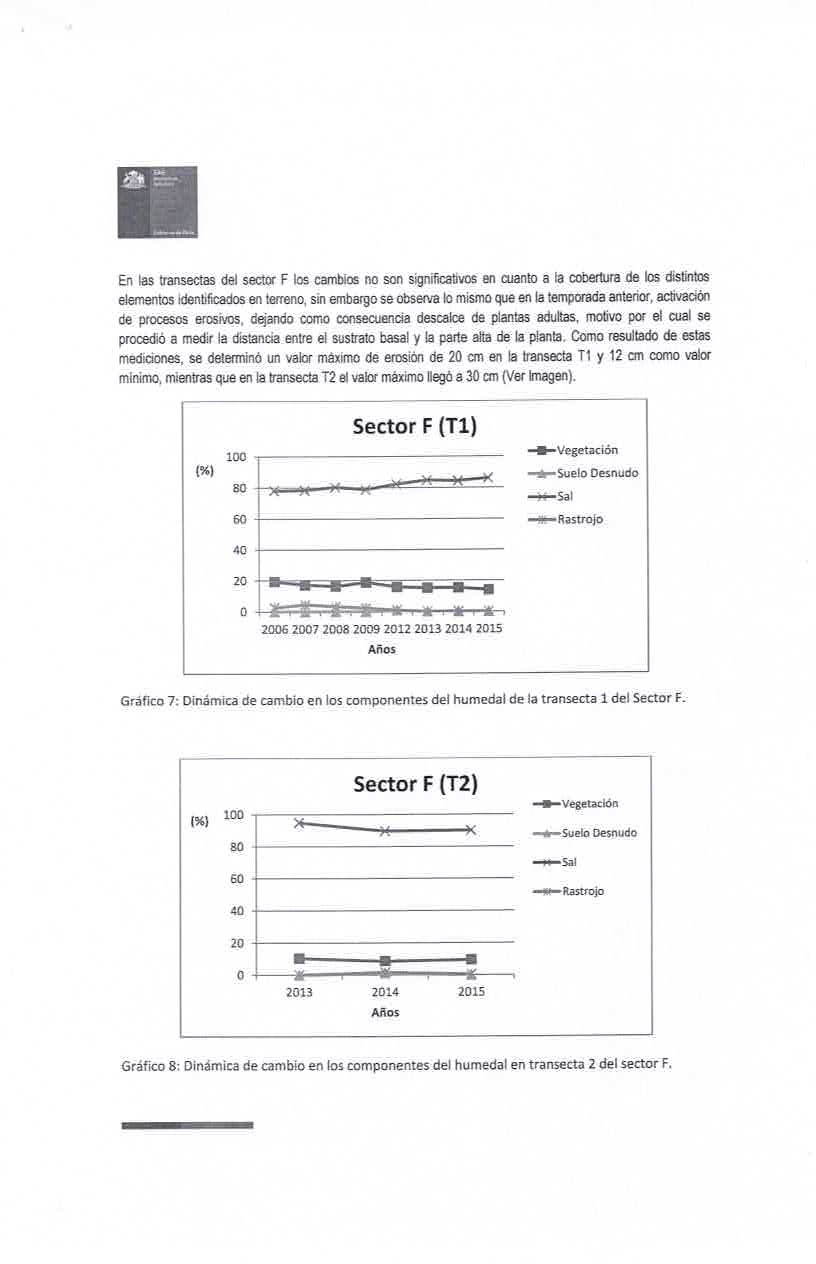 SAG
En las transectas del sector F los cambios no son significativos en cuanto a la cobertura de los distintos
elementos identificados en terreno, sin embargo se observa lo mismo que en la temporada anterior, activación
de procesos erosivos, dejando como consecuencia descalce de plantas adultas, motivo por el cual se
procedió a medir la distancia entre el sustrato basal y la parte alta de la planta. Como resultado de estas
mediciones, se determinó un valor máximo de erosión de 20 cm en la transecta T1 y 12 cm como valor
mínimo, mientras que en la transecta T2 el valor máximo llegó a 30 cm (Ver Imagen).
Sector F (T1)
(%)
100
80
60
40
20
0
2006 2007 2008 2009 2012 2013 2014 2015
Años
Vegetación
Suelo Desnudo
Sal
Rastrojo
Gráfico 7: Dinámica de cambio en los componentes del humedal de la transecta 1 del Sector F.
Sector F (T2)
(%)
100
80
60
40
20
0
2013 2014 2015
Años
Vegetación
Suelo Desnudo
Sal
Rastrojo
Gráfico 8: Dinámica de cambio en los componentes del humedal en transecta 2 del sector F.